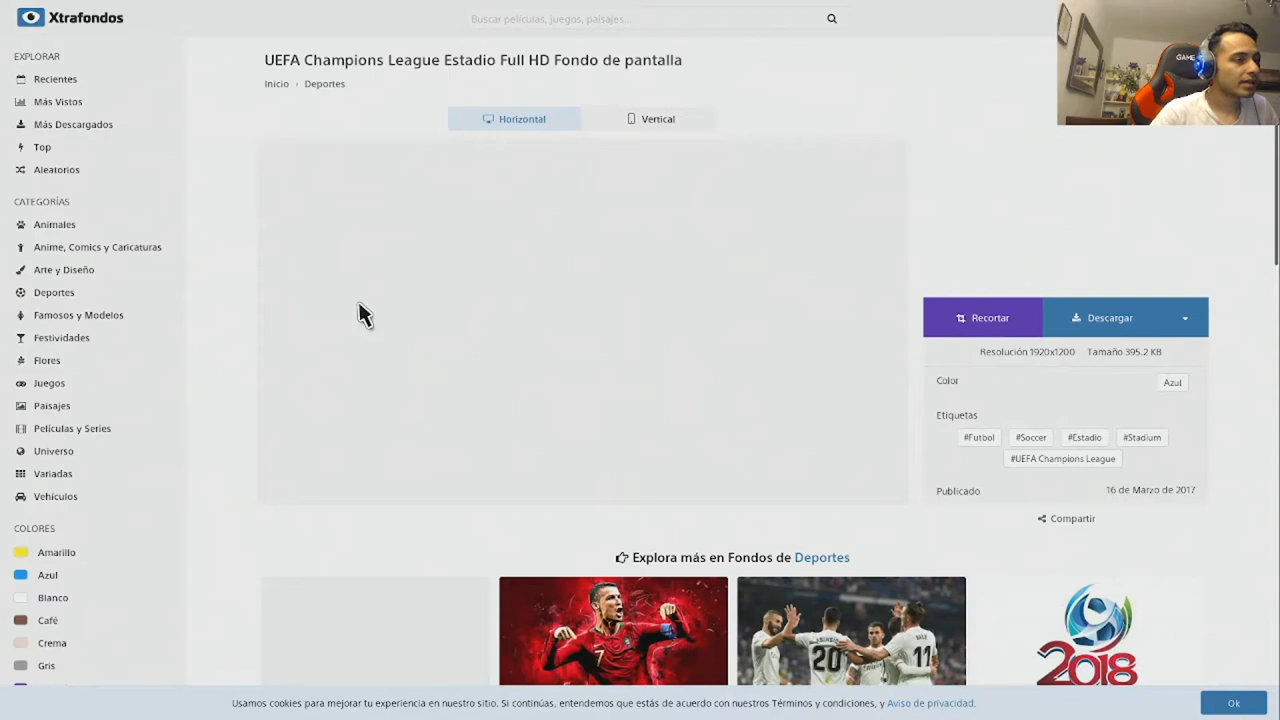 Xtrafondos
Buscar películas, juegos, paisajes...
EXPLORAR
Recientes
Más Vistos
Más Descargados
Top
Aleatorios
CATEGORÍAS
Animales
Anime, Comics y Caricaturas
Arte y Diseño
Deportes
Famosos y Modelos
Festividades
Flores
Juegos
Paisajes
Películas y Series
Universo
Variadas
Vehículos
COLORES
Amarillo
Azul
Blanco
Café
Crema
Gris
UEFA Champions League Estadio Full HD Fondo de pantalla
Inicio › Deportes
Horizontal
Vertical
GAME
Recortar
Descargar
Resolución 1920x1200 Tamaño 395.2 KB
Color Azul
Etiquetas
#Futbol #Soccer #Estadio #Stadium
#UEFA Champions League
Publicado 16 de Marzo de 2017
Compartir
Explora más en Fondos de Deportes
7
20
11
2018
Usamos cookies para mejorar tu experiencia en nuestro sitio. Si continúas, entendemos que estás de acuerdo con nuestros Términos y condiciones, y Aviso de privacidad.
Ok